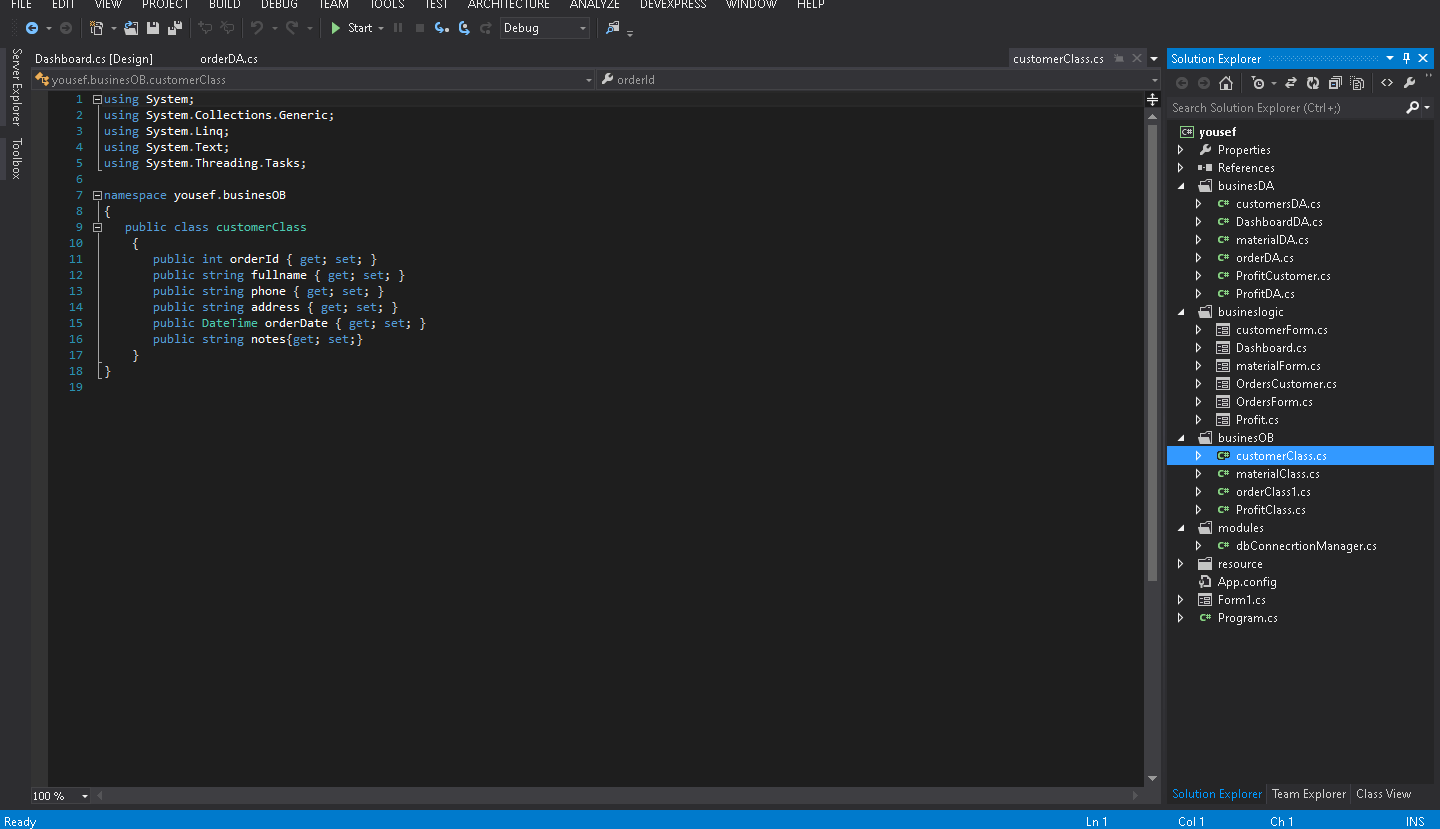 FILE EDIT VIEW PROJECT BUILD DEBUG TEAM TOOLS TEST ARCHITECTURE ANALYZE DEVEXPRESS WINDOW HELP
Start Debug
Server Explorer
Toolbox
Dashboard.cs [Design] orderDA.cs customerClass.cs
yousef.businesOB.customerClass orderId
1 using System;
2 using System.Collections.Generic;
3 using System.Linq;
4 using System.Text;
5 using System.Threading.Tasks;
6
7 namespace yousef.businesOB
8 {
9 public class customerClass
10 {
11 public int orderId { get; set; }
12 public string fullname { get; set; }
13 public string phone { get; set; }
14 public string address { get; set; }
15 public DateTime orderDate { get; set; }
16 public string notes{get; set;}
17 }
18 }
19
100 %
Solution Explorer
Search Solution Explorer (Ctrl+;)
C# yousef
Properties
References
businesDA
C# customersDA.cs
C# DashboardDA.cs
C# materialDA.cs
C# orderDA.cs
C# ProfitCustomer.cs
C# ProfitDA.cs
busineslogic
customerForm.cs
Dashboard.cs
materialForm.cs
OrdersCustomer.cs
OrdersForm.cs
Profit.cs
businesOB
C# customerClass.cs
C# materialClass.cs
C# orderClass1.cs
C# ProfitClass.cs
modules
C# dbConnecrtionManager.cs
resource
App.config
Form1.cs
C# Program.cs
Solution Explorer Team Explorer Class View
Ready Ln 1 Col 1 Ch 1 INS